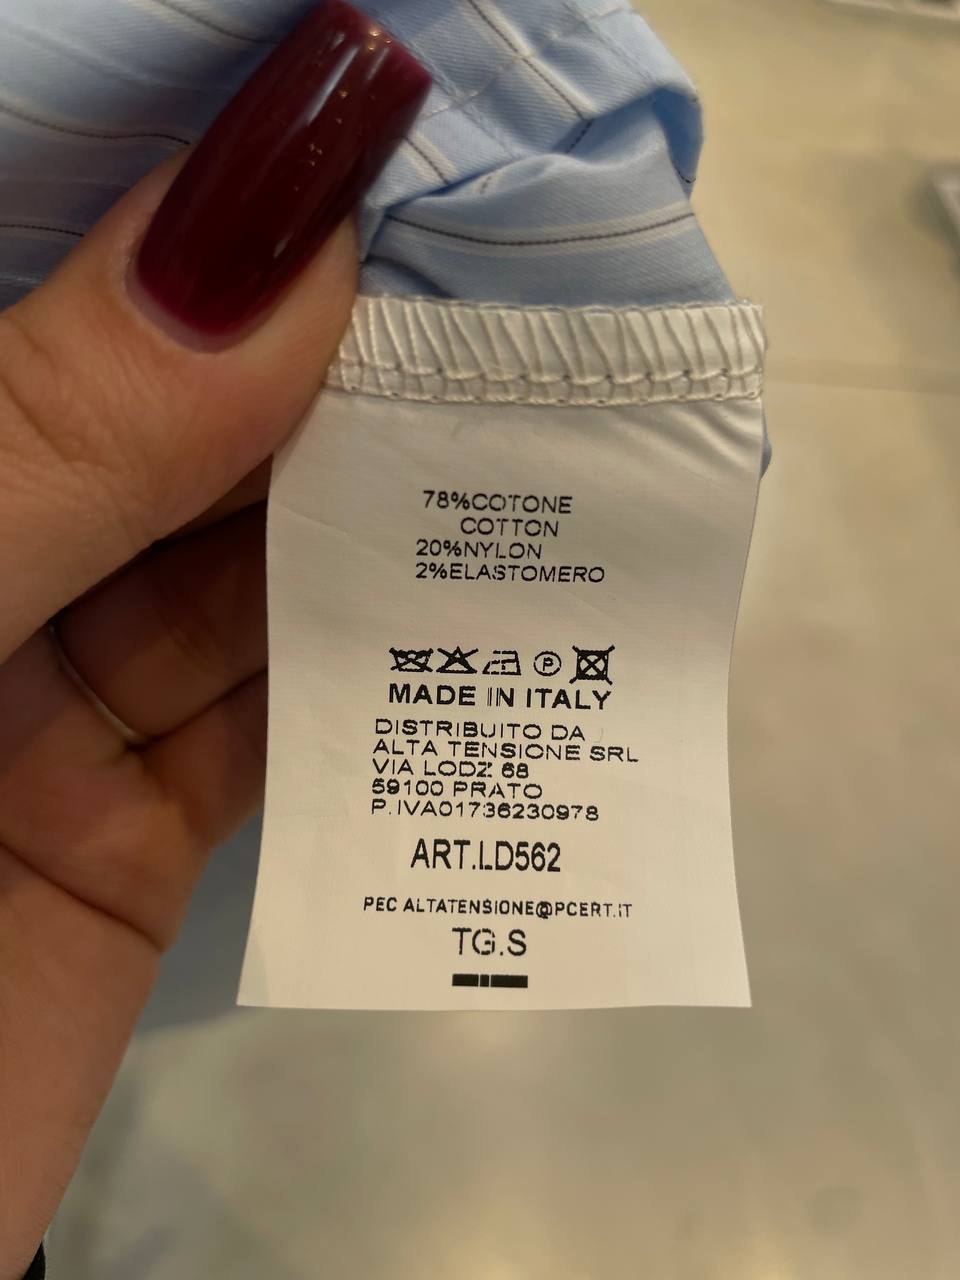 78%COTONE
COTTON
20%NYLON
2%ELASTOMERO
P
MADE IN ITALY
DISTRIBUITO DA
ALTA TENSIONE SRL
VIA LODZ 68
59100 PRATO
P.IVA01736230978
ART.LD562
PEC ALTATENSIONE@PCERT.IT
TG.S